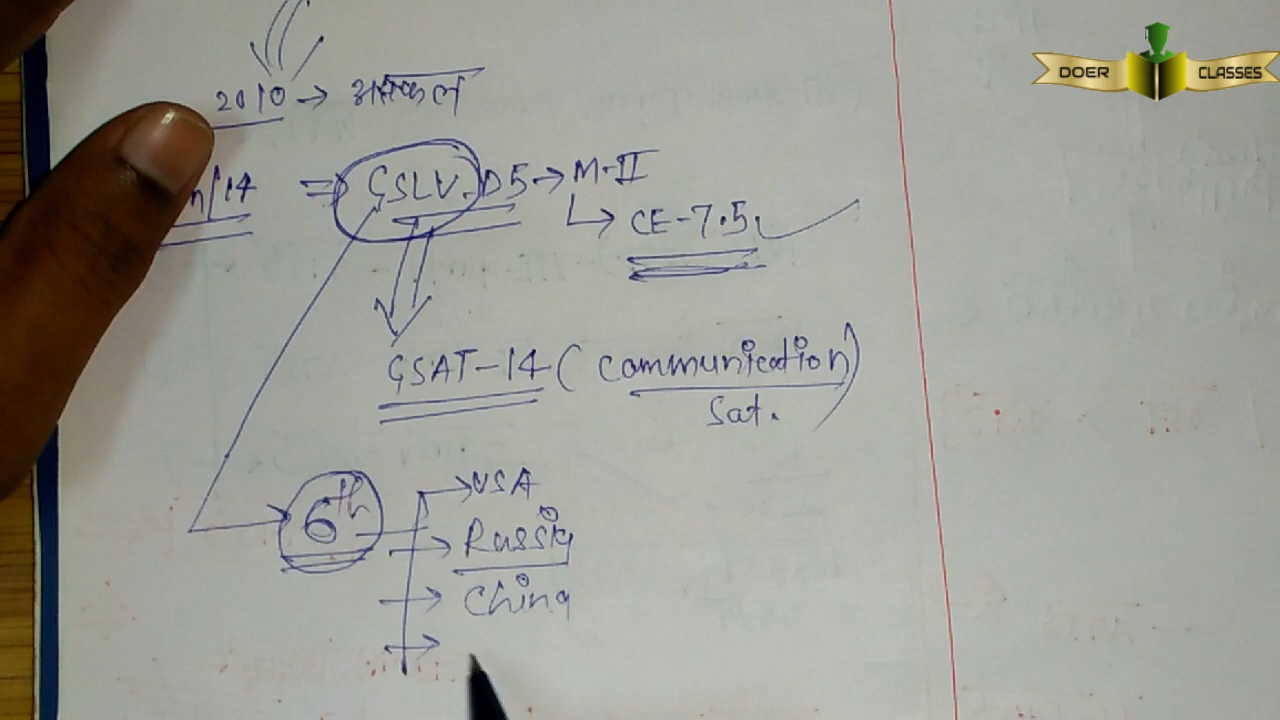 DOER CLASSES
2010 → असफल
n/14 ⇒ GSLV.D5 → M-II
↳ CE-7.5
GSAT-14 (Communication)
Sat.
6th → USA
→ Russia
→ China
→